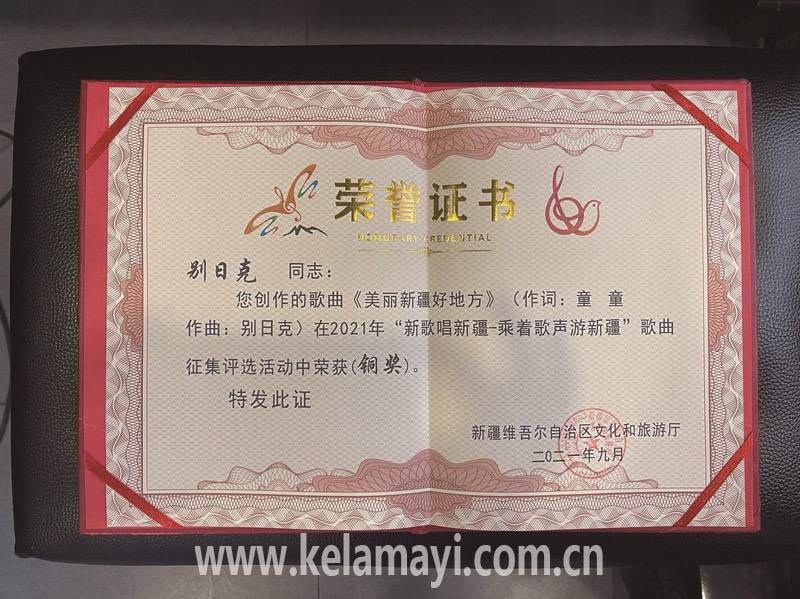 荣誉证书
HONORARY CREDENTIAL
别日克 同志：
您创作的歌曲《美丽新疆好地方》（作词：童 童
作曲：别日克）在2021年“新歌唱新疆-乘着歌声游新疆”歌曲
征集评选活动中荣获(铜奖)。
特发此证
新疆维吾尔自治区文化和旅游厅
二〇二一年九月
www.kelamayi.com.cn